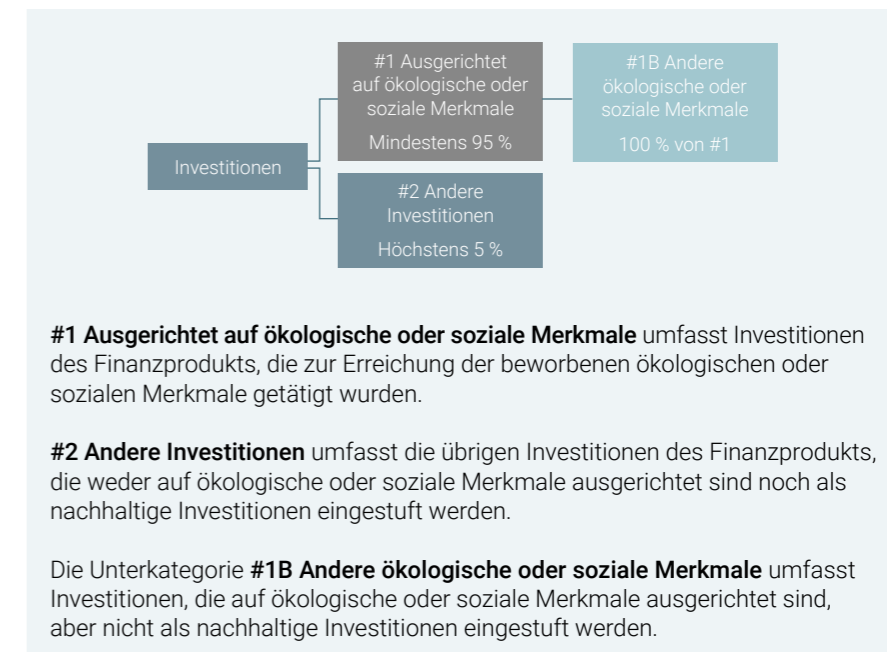 #1 Ausgerichtet
auf ökologische oder
soziale Merkmale
Mindestens 95 %
#1B Andere
ökologische oder
soziale Merkmale
100 % von #1
Investitionen
#2 Andere
Investitionen
Höchstens 5 %
#1 Ausgerichtet auf ökologische oder soziale Merkmale umfasst Investitionen
des Finanzprodukts, die zur Erreichung der beworbenen ökologischen oder
sozialen Merkmale getätigt wurden.
#2 Andere Investitionen umfasst die übrigen Investitionen des Finanzprodukts,
die weder auf ökologische oder soziale Merkmale ausgerichtet sind noch als
nachhaltige Investitionen eingestuft werden.
Die Unterkategorie #1B Andere ökologische oder soziale Merkmale umfasst
Investitionen, die auf ökologische oder soziale Merkmale ausgerichtet sind,
aber nicht als nachhaltige Investitionen eingestuft werden.